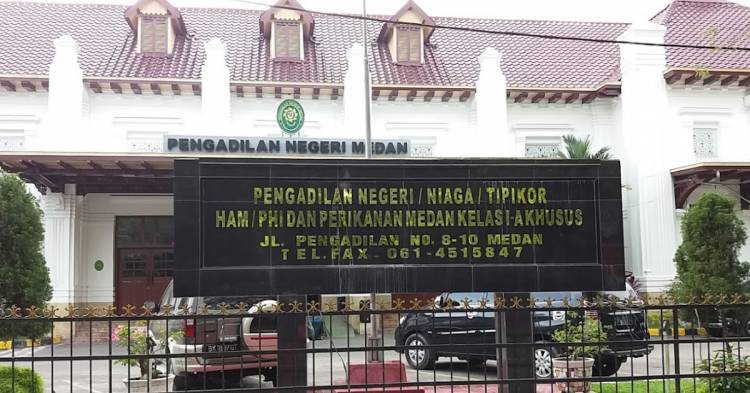 PENGADILAN NEGERI MEDAN
PENGADILAN NEGERI / NIAGA / TIPIKOR
HAM / PHI DAN PERIKANAN MEDAN KELAS I-A KHUSUS
JL. PENGADILAN NO. 8-10 MEDAN
TEL. FAX - 061-4515847